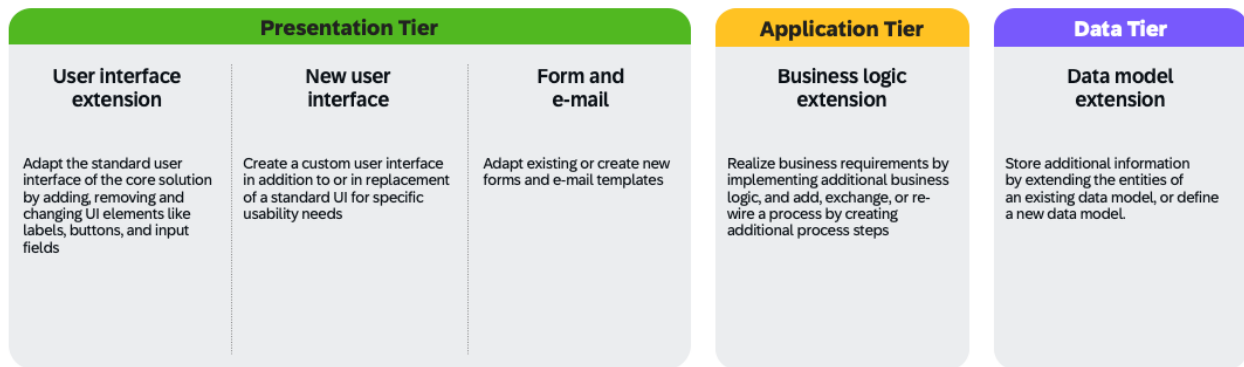 Presentation Tier
User interface
extension
Adapt the standard user
interface of the core solution
by adding, removing and
changing UI elements like
labels, buttons, and input
fields
New user
interface
Create a custom user interface
in addition to or in replacement
of a standard UI for specific
usability needs
Form and
e-mail
Adapt existing or create new
forms and e-mail templates
Application Tier
Business logic
extension
Realize business requirements by
implementing additional business
logic, and add, exchange, or re-
wire a process by creating
additional process steps
Data Tier
Data model
extension
Store additional information
by extending the entities of
an existing data model, or define
a new data model.